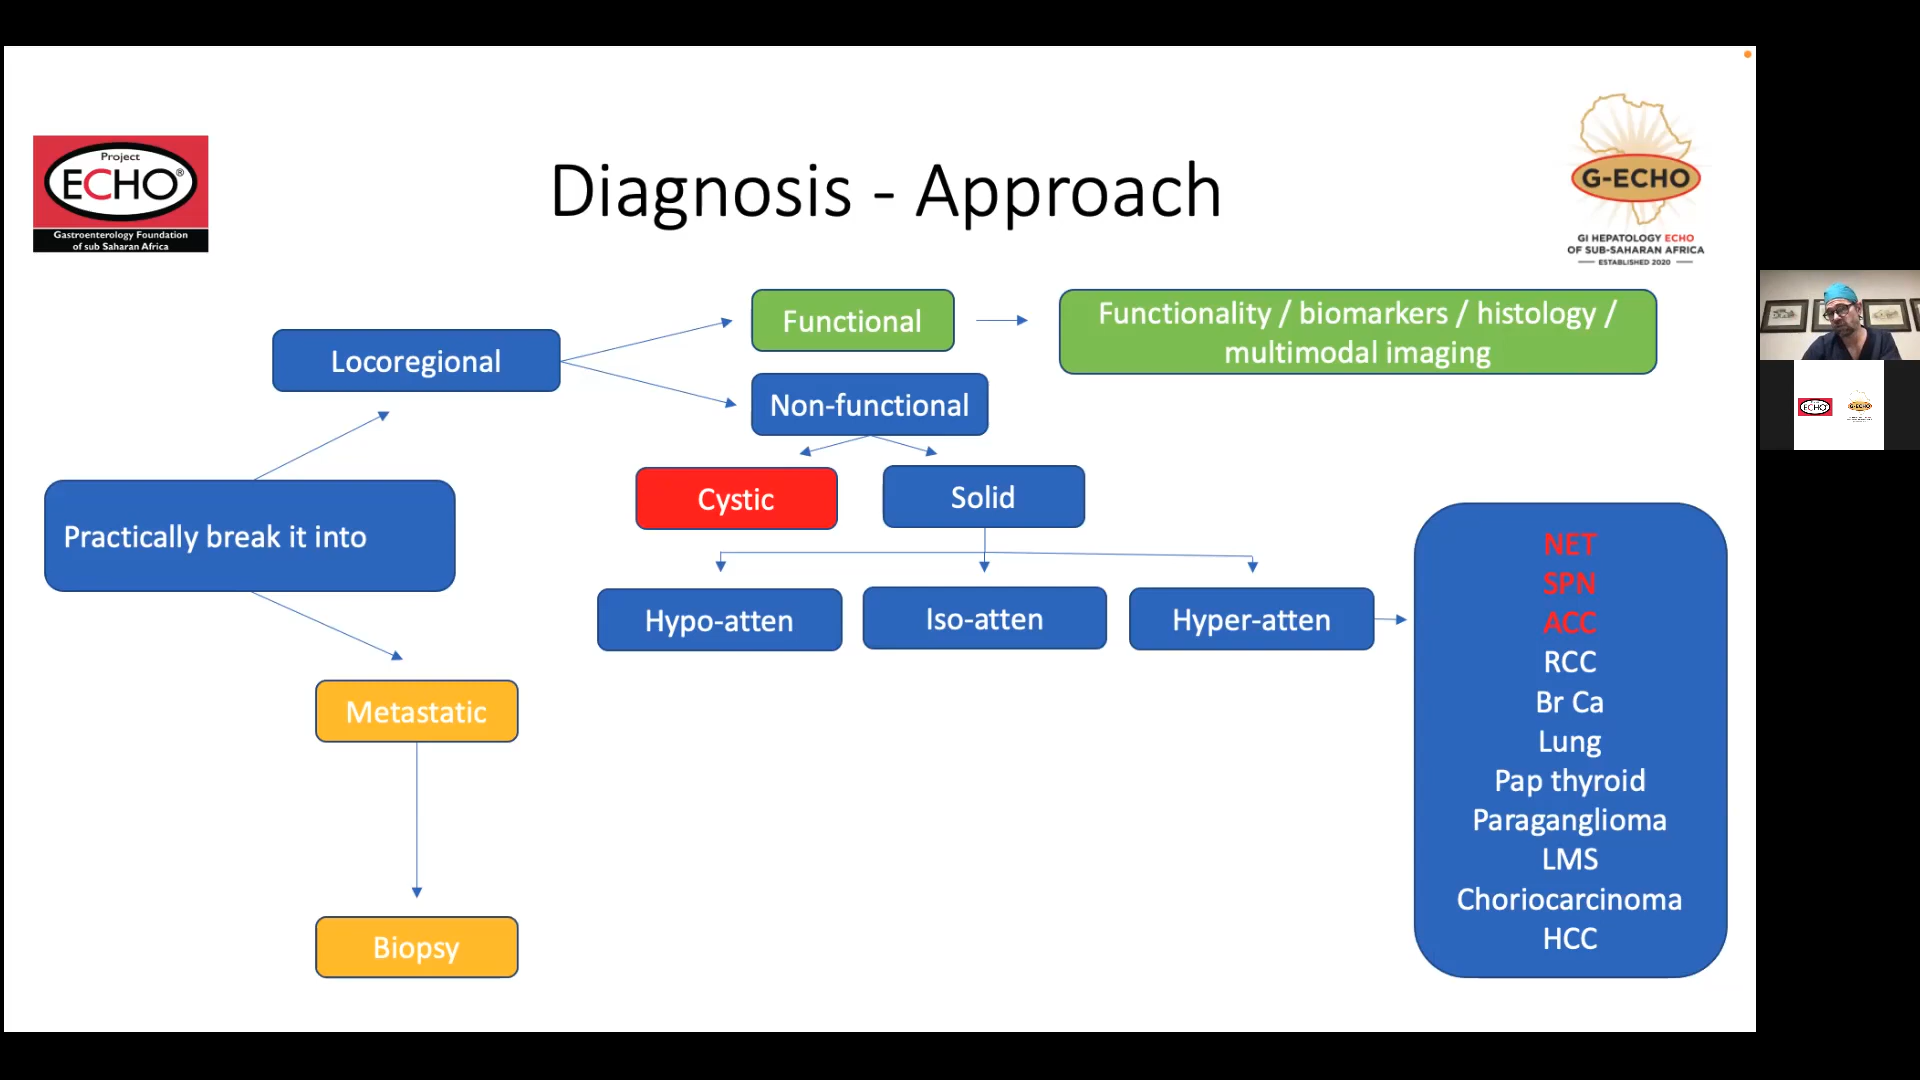 Project
ECHO®
Gastroenterology Foundation
of sub Saharan Africa
Diagnosis - Approach
G-ECHO
GI HEPATOLOGY ECHO
OF SUB-SAHARAN AFRICA
ESTABLISHED 2020
Locoregional
Functional
Functionality / biomarkers / histology /
multimodal imaging
Non-functional
Practically break it into
Cystic
Solid
Hypo-atten
Iso-atten
Hyper-atten
NET
SPN
ACC
RCC
Br Ca
Lung
Pap thyroid
Paraganglioma
LMS
Choriocarcinoma
HCC
Metastatic
Biopsy
ECHO
G-ECHO